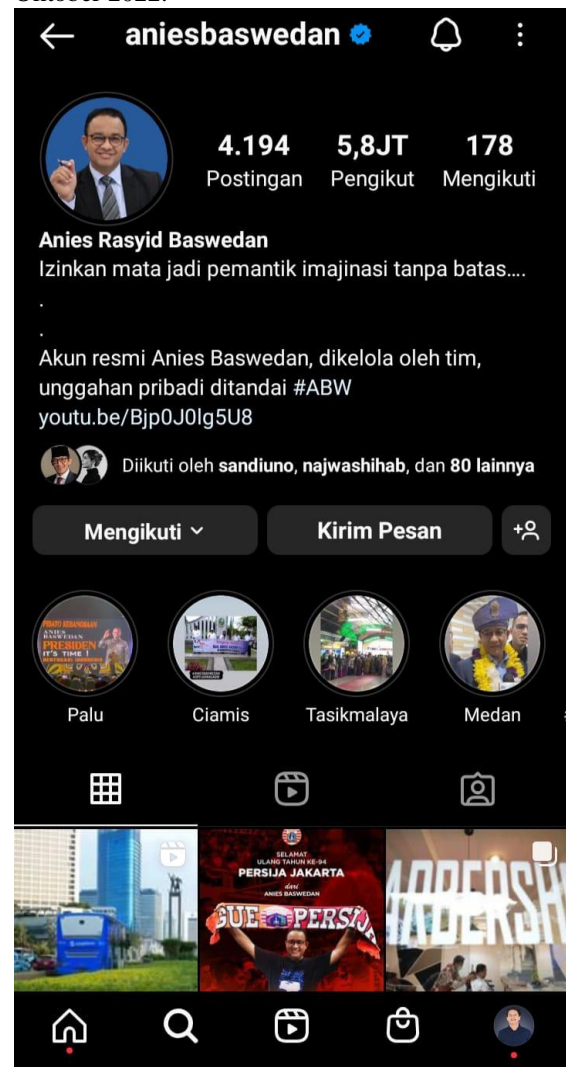 Oktober 2022.
aniesbaswedan
4.194 5,8JT 178
Postingan Pengikut Mengikuti
Anies Rasyid Baswedan
Izinkan mata jadi pemantik imajinasi tanpa batas....
.
.
Akun resmi Anies Baswedan, dikelola oleh tim,
unggahan pribadi ditandai #ABW
youtu.be/Bjp0J0lg5U8
Diikuti oleh sandiuno, najwashihab, dan 80 lainnya
Mengikuti Kirim Pesan
PIDATO KEBANGSAAN
ANIES
BASWEDAN
PRESIDEN
IT'S TIME !
Palu Ciamis Tasikmalaya Medan
SELAMAT
ULANG TAHUN KE-94
PERSIJA JAKARTA
dari
ANIES BASWEDAN
GUE PERSIJA
ARBERSH